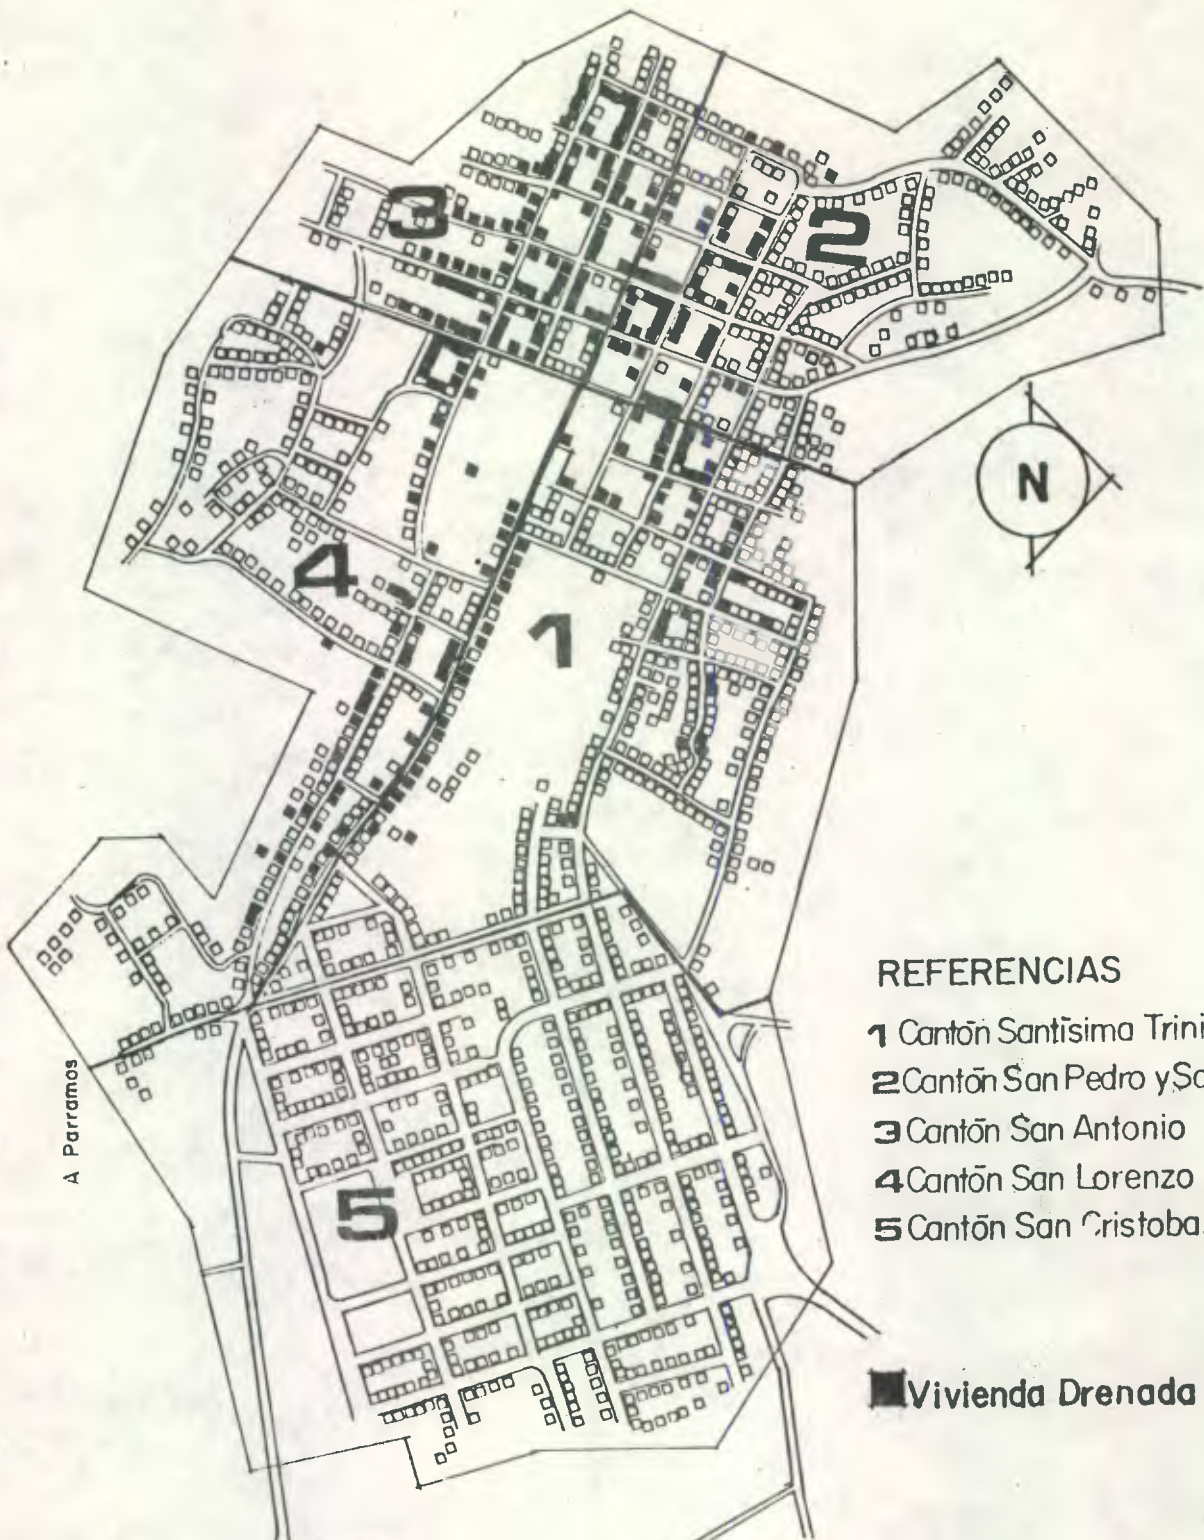 3
2
N
4
1
A Parramos
5
REFERENCIAS
1 Cantōn Santīsima Trini
2 Cantōn San Pedro y Sa
3 Cantōn San Antonio
4 Cantōn San Lorenzo
5 Cantōn San Cristoba
Vivienda Drenada